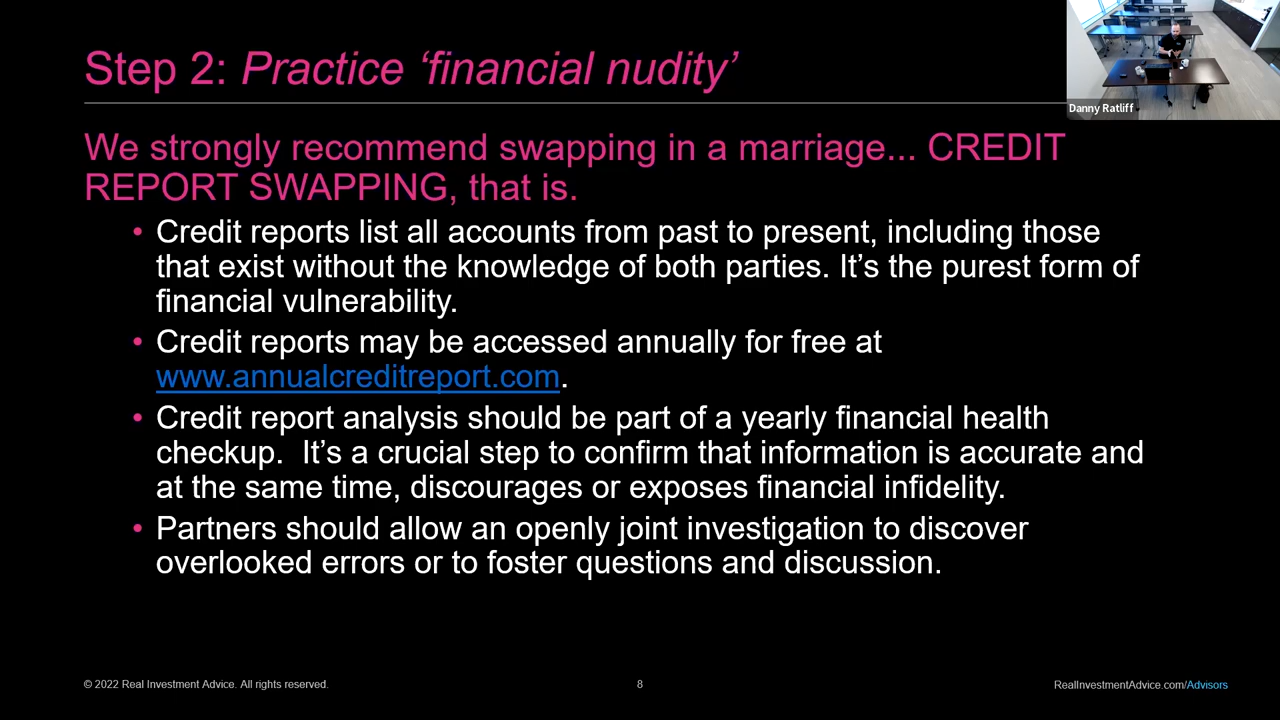 Step 2: Practice ‘financial nudity’
Danny Ratliff
We strongly recommend swapping in a marriage... CREDIT
REPORT SWAPPING, that is.
• Credit reports list all accounts from past to present, including those
that exist without the knowledge of both parties. It’s the purest form of
financial vulnerability.
• Credit reports may be accessed annually for free at
www.annualcreditreport.com.
• Credit report analysis should be part of a yearly financial health
checkup.  It’s a crucial step to confirm that information is accurate and
at the same time, discourages or exposes financial infidelity.
• Partners should allow an openly joint investigation to discover
overlooked errors or to foster questions and discussion.
© 2022 Real Investment Advice. All rights reserved.
8
RealInvestmentAdvice.com/Advisors